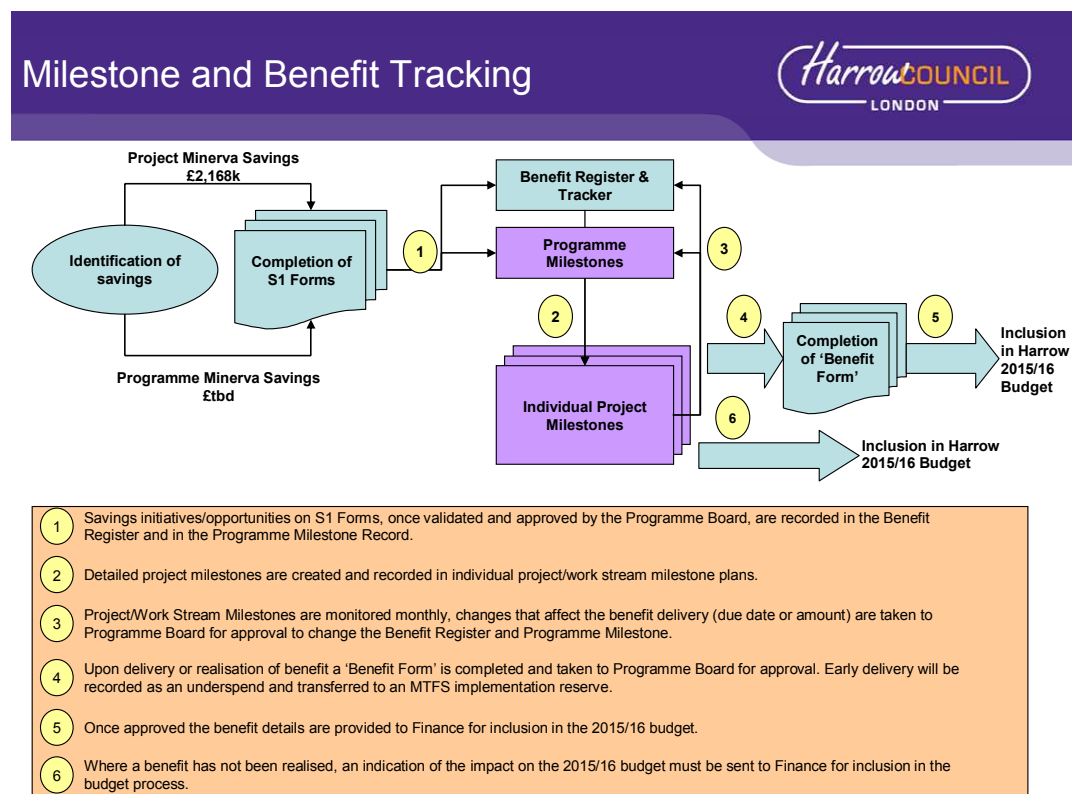 Milestone and Benefit Tracking
Harrow COUNCIL
LONDON
Project Minerva Savings
£2,168k
Identification of
savings
Completion of
S1 Forms
Programme Minerva Savings
£tbd
1
Benefit Register &
Tracker
Programme
Milestones
3
2
Individual Project
Milestones
4
Completion
of ‘Benefit
Form’
5
Inclusion
in Harrow
2015/16
Budget
6
Inclusion in Harrow
2015/16 Budget
1
Savings initiatives/opportunities on S1 Forms, once validated and approved by the Programme Board, are recorded in the Benefit
Register and in the Programme Milestone Record.
2
Detailed project milestones are created and recorded in individual project/work stream milestone plans.
3
Project/Work Stream Milestones are monitored monthly, changes that affect the benefit delivery (due date or amount) are taken to
Programme Board for approval to change the Benefit Register and Programme Milestone.
4
Upon delivery or realisation of benefit a ‘Benefit Form’ is completed and taken to Programme Board for approval. Early delivery will be
recorded as an underspend and transferred to an MTFS implementation reserve.
5
Once approved the benefit details are provided to Finance for inclusion in the 2015/16 budget.
6
Where a benefit has not been realised, an indication of the impact on the 2015/16 budget must be sent to Finance for inclusion in the
budget process.